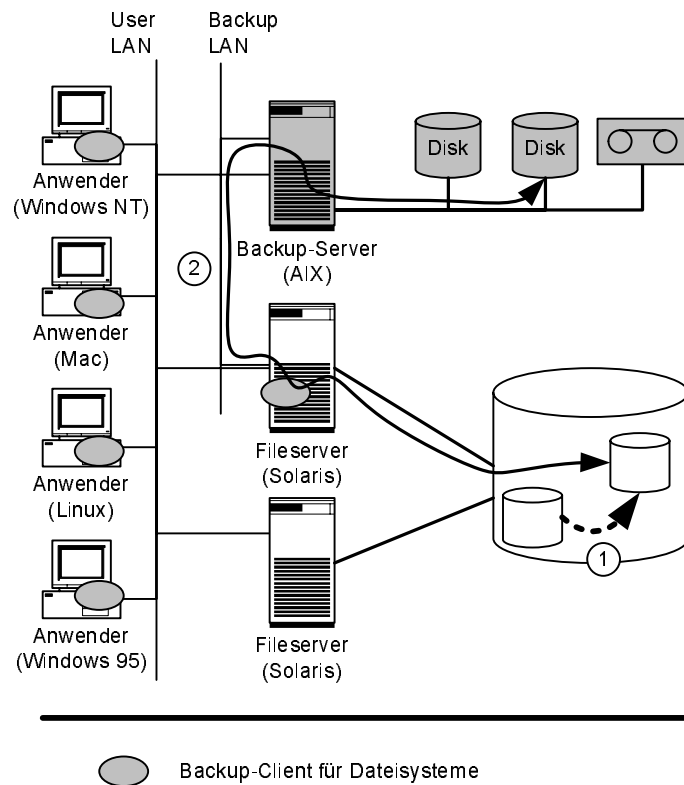 User
LAN
Backup
LAN
Anwender
(Windows NT)
Disk
Disk
Backup-Server
(AIX)
2
Anwender
(Mac)
Fileserver
(Solaris)
Anwender
(Linux)
1
Anwender
(Windows 95)
Fileserver
(Solaris)
Backup-Client für Dateisysteme